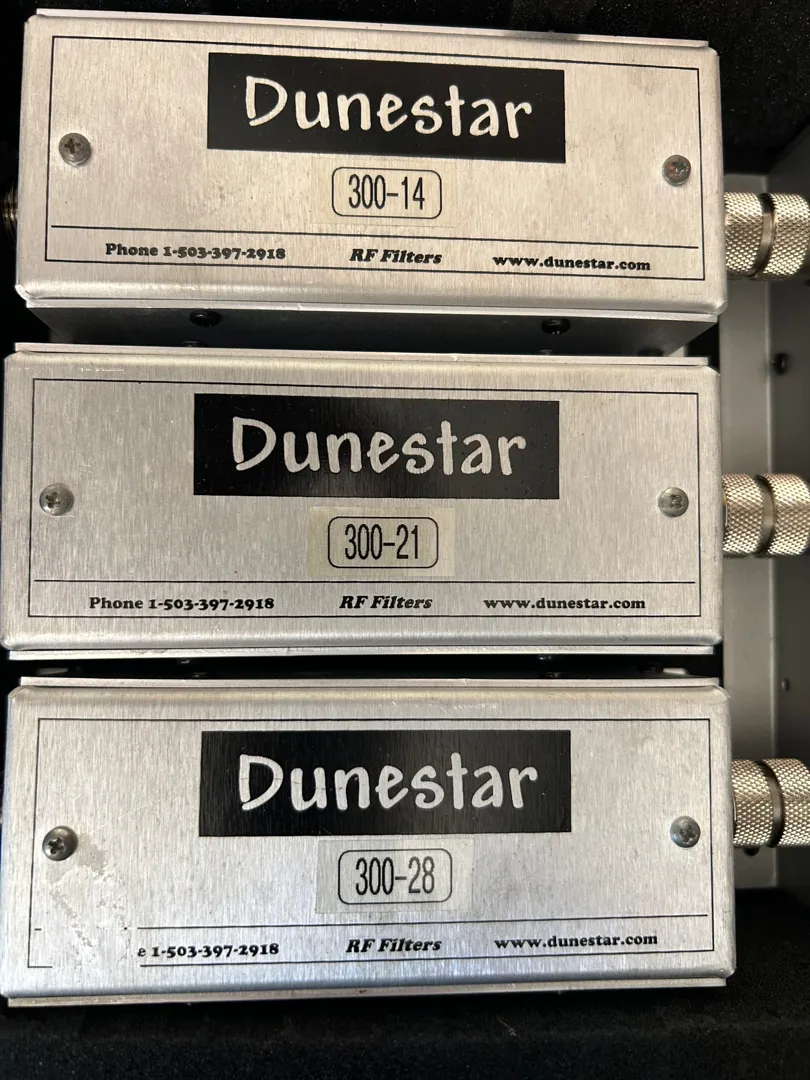 Dunestar
300-14
Phone 1-503-397-2918 RF Filters www.dunestar.com
Dunestar
300-21
Phone 1-503-397-2918 RF Filters www.dunestar.com
Dunestar
300-28
e 1-503-397-2918 RF Filters www.dunestar.com